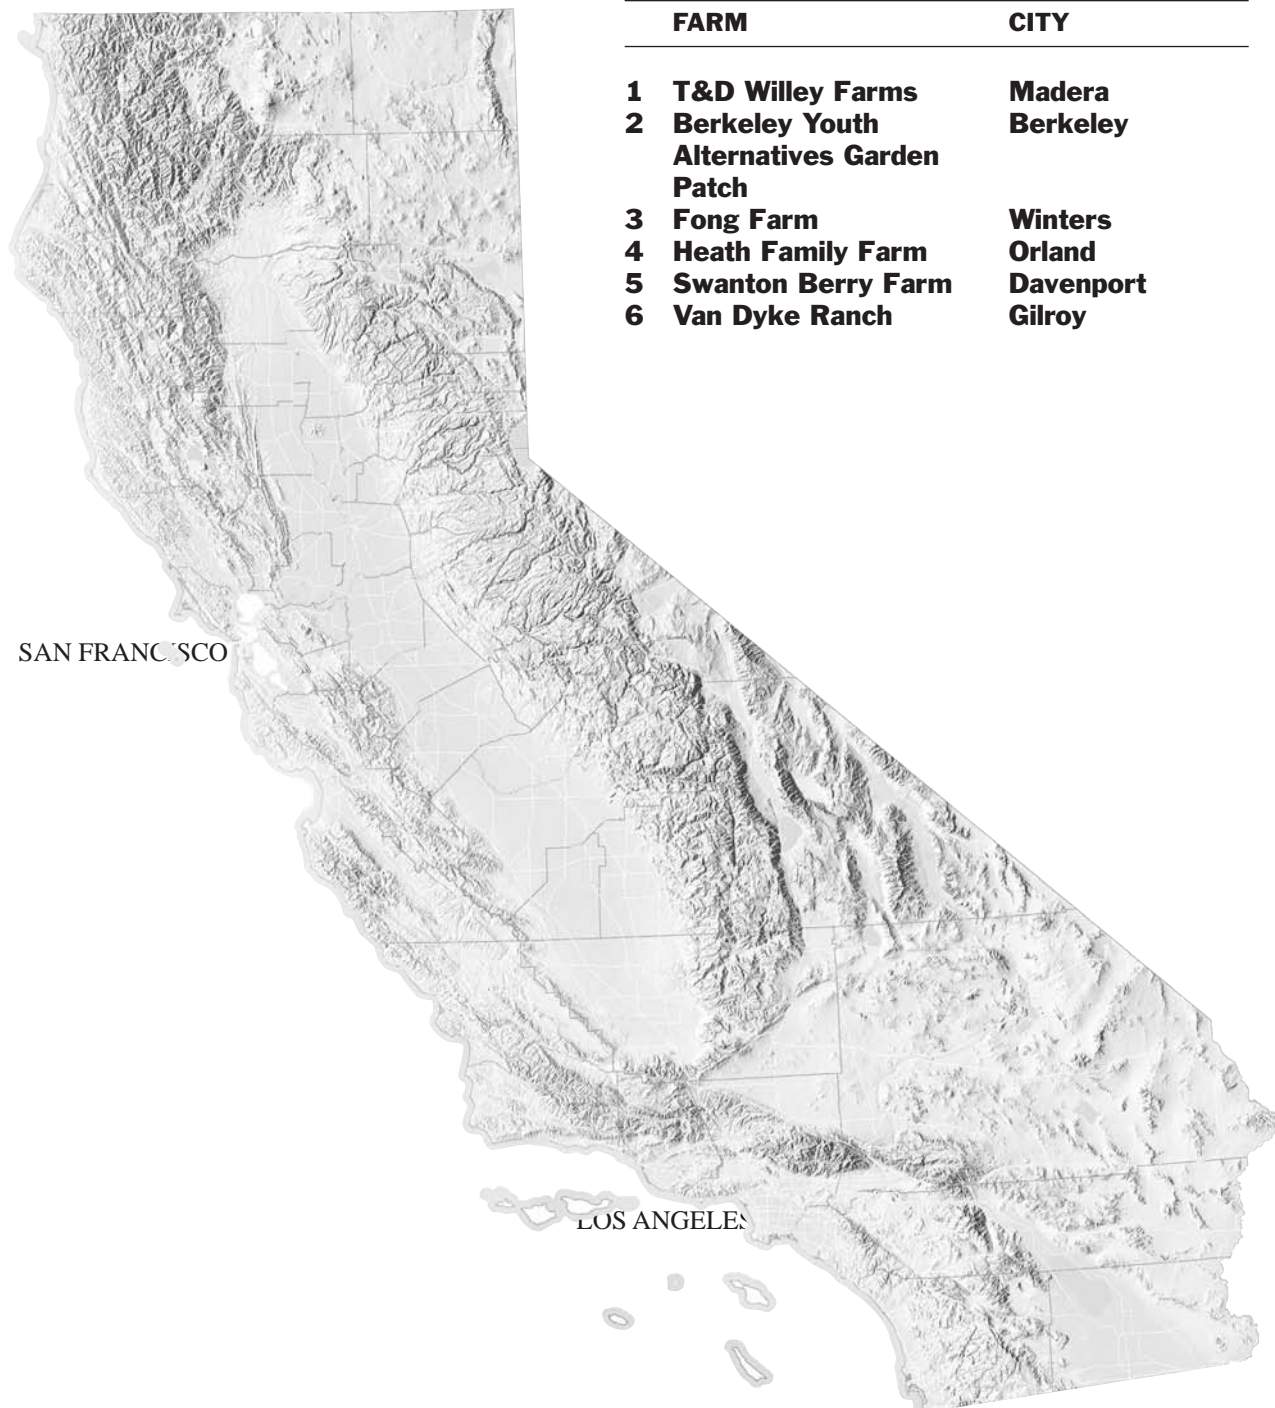 FARM CITY
1 T&D Willey Farms Madera
2 Berkeley Youth Berkeley
Alternatives Garden
Patch
3 Fong Farm Winters
4 Heath Family Farm Orland
5 Swanton Berry Farm Davenport
6 Van Dyke Ranch Gilroy
SAN FRANCISCO
LOS ANGELES